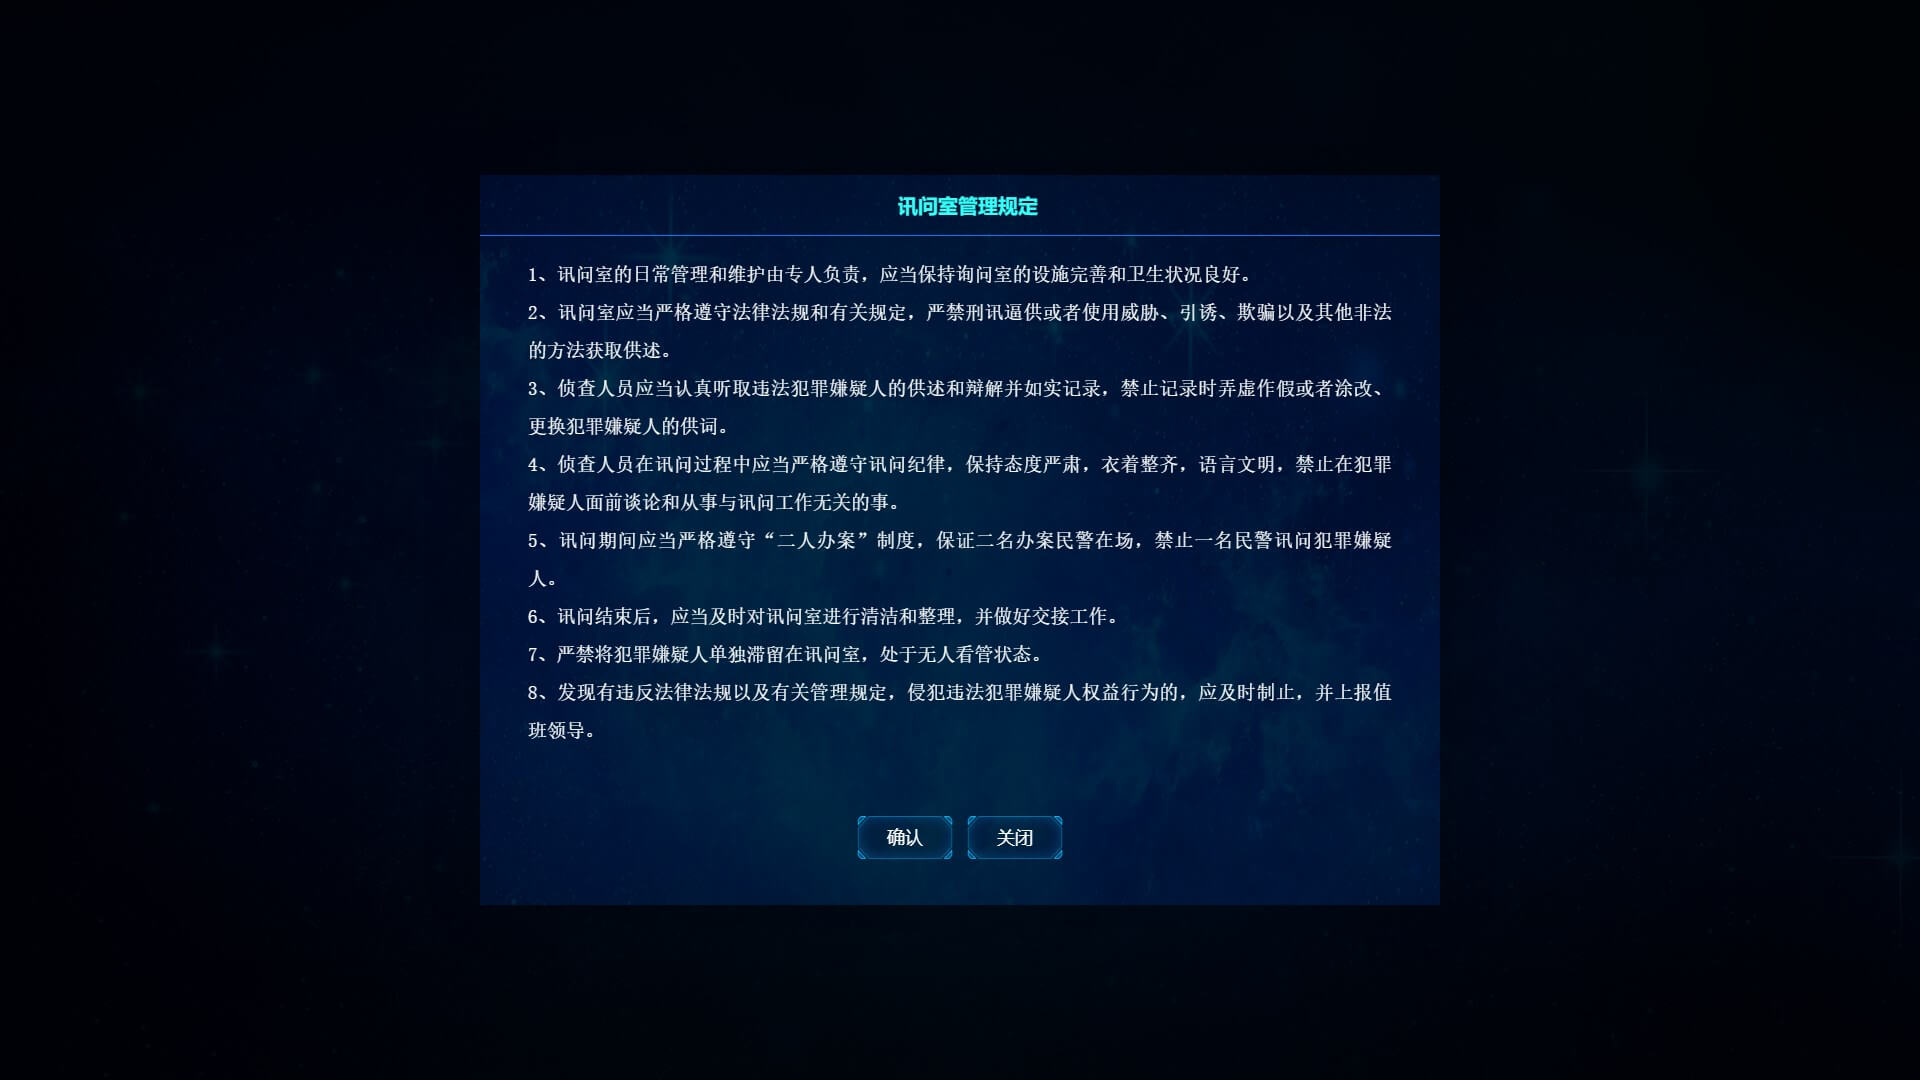 讯问室管理规定
1、讯问室的日常管理和维护由专人负责，应当保持询问室的设施完善和卫生状况良好。
2、讯问室应当严格遵守法律法规和有关规定，严禁刑讯逼供或者使用威胁、引诱、欺骗以及其他非法
的方法获取供述。
3、侦查人员应当认真听取违法犯罪嫌疑人的供述和辩解并如实记录，禁止记录时弄虚作假或者涂改、
更换犯罪嫌疑人的供词。
4、侦查人员在讯问过程中应当严格遵守讯问纪律，保持态度严肃，衣着整齐，语言文明，禁止在犯罪
嫌疑人面前谈论和从事与讯问工作无关的事。
5、讯问期间应当严格遵守“二人办案”制度，保证二名办案民警在场，禁止一名民警讯问犯罪嫌疑
人。
6、讯问结束后，应当及时对讯问室进行清洁和整理，并做好交接工作。
7、严禁将犯罪嫌疑人单独滞留在讯问室，处于无人看管状态。
8、发现有违反法律法规以及有关管理规定，侵犯违法犯罪嫌疑人权益行为的，应及时制止，并上报值
班领导。
确认
关闭